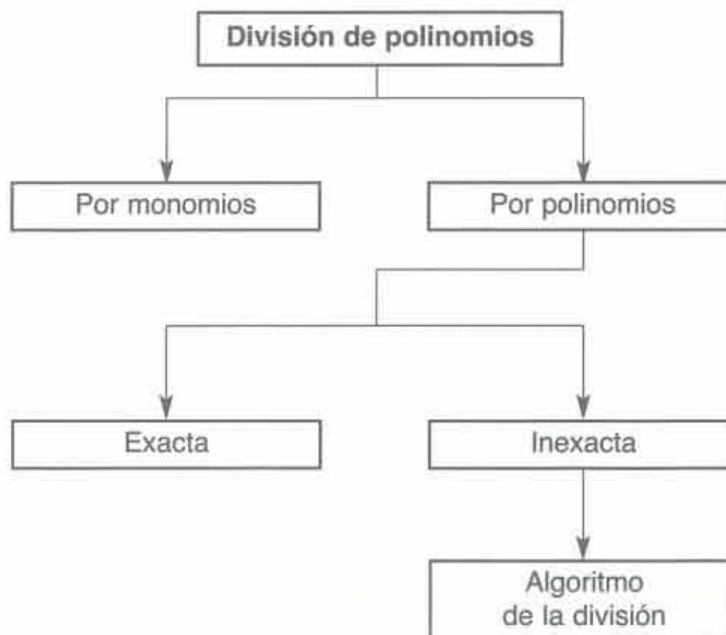 División de polinomios
Por monomios
Por polinomios
Exacta
Inexacta
Algoritmo
de la división